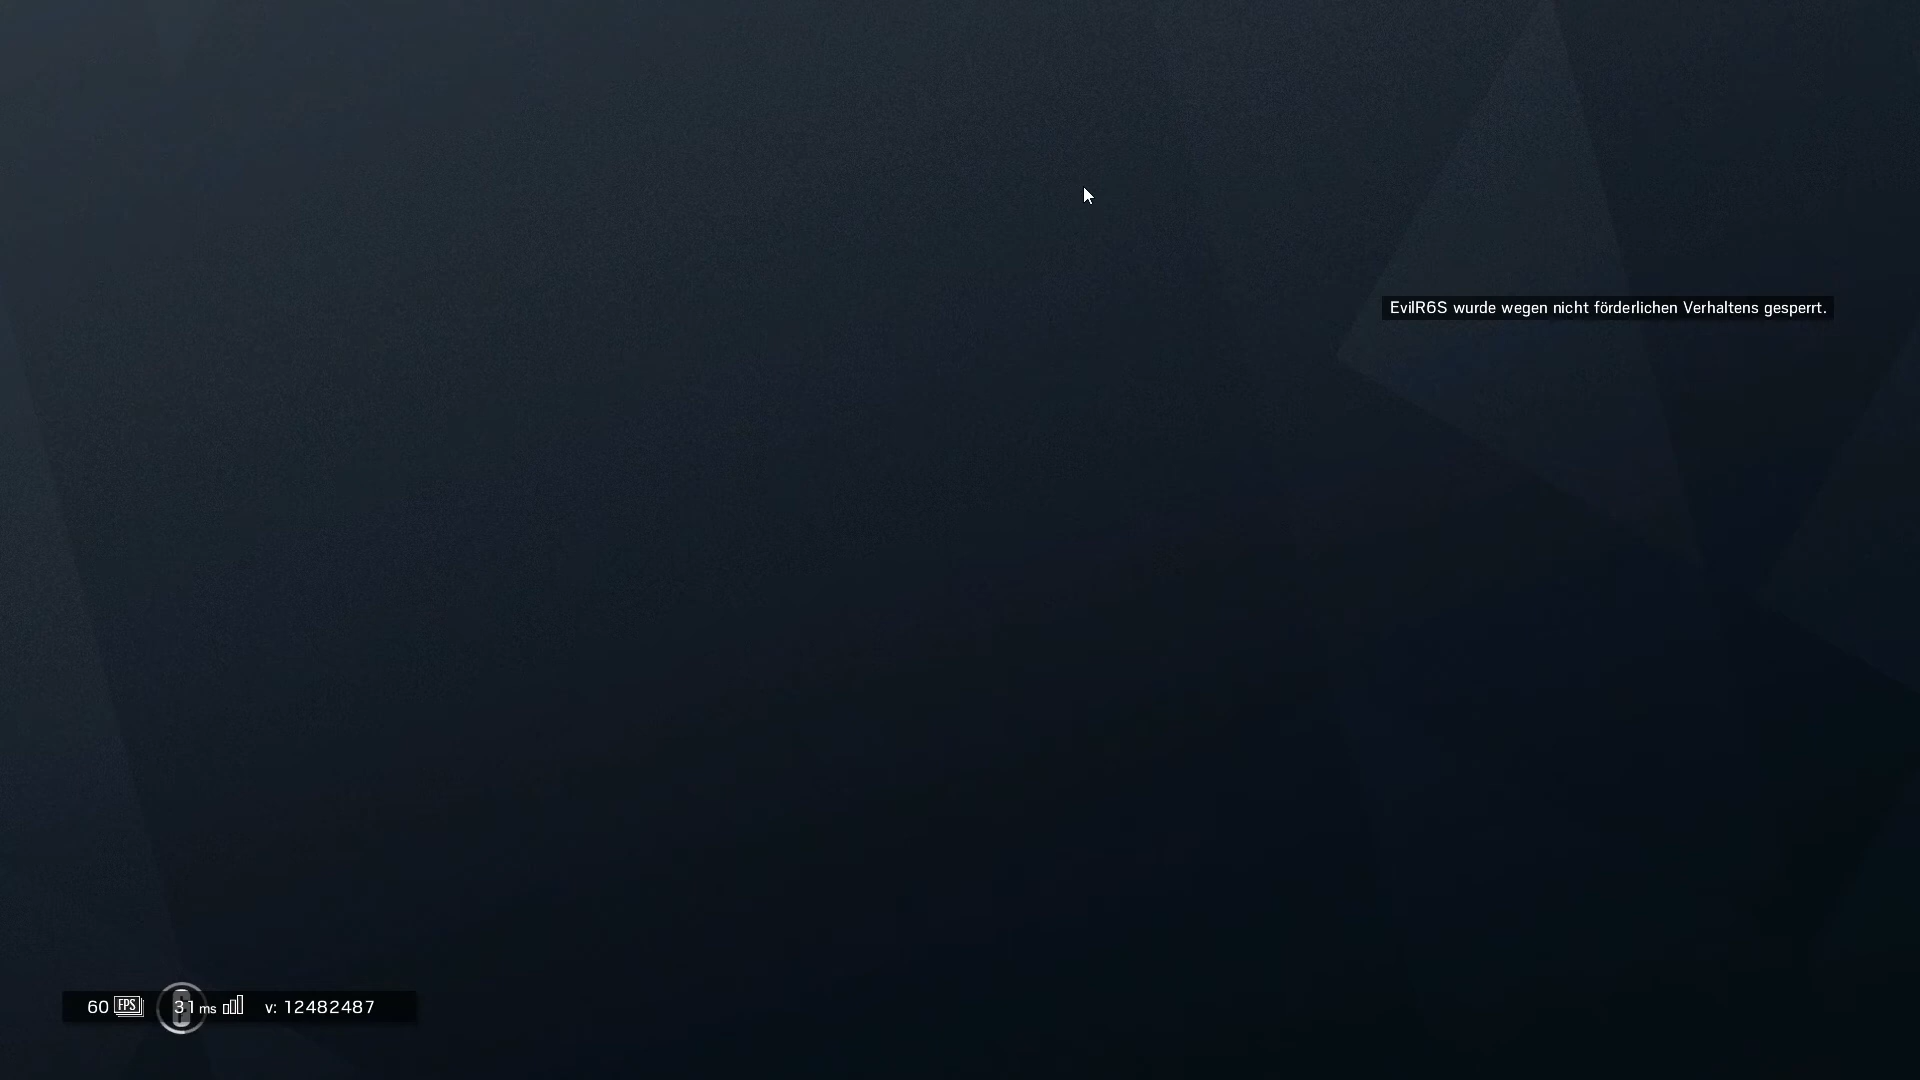 EvilR6S wurde wegen nicht förderlichen Verhaltens gesperrt.
60 FPS 31 ms v: 12482487